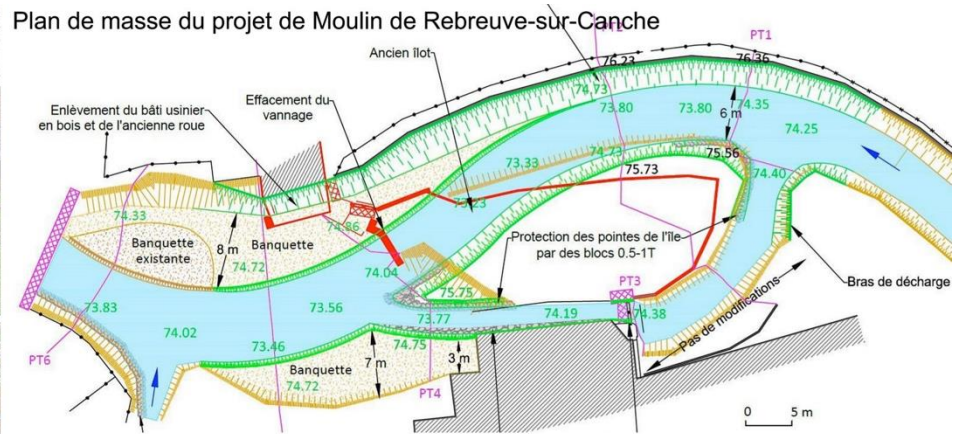 Plan de masse du projet de Moulin de Rebreuve-sur-Canche
PT2
PT1
76.23
76.36
Ancien îlot
74.73
73.80
73.80
74.35
6 m
74.25
Enlèvement du bâti usinier
en bois et de l'ancienne roue
Effacement du
vannage
73.33
74.73
75.56
75.73
74.40
73.23
74.33
74.86
Banquette
existante
8 m
Banquette
74.72
Protection des pointes de l'île
par des blocs 0.5-1T
74.04
75.75
PT3
Bras de décharge
73.83
73.56
73.77
74.19
74.38
Pas de modifications
74.02
73.46
74.75
PT6
7 m
3 m
Banquette
74.72
PT4
0 5 m